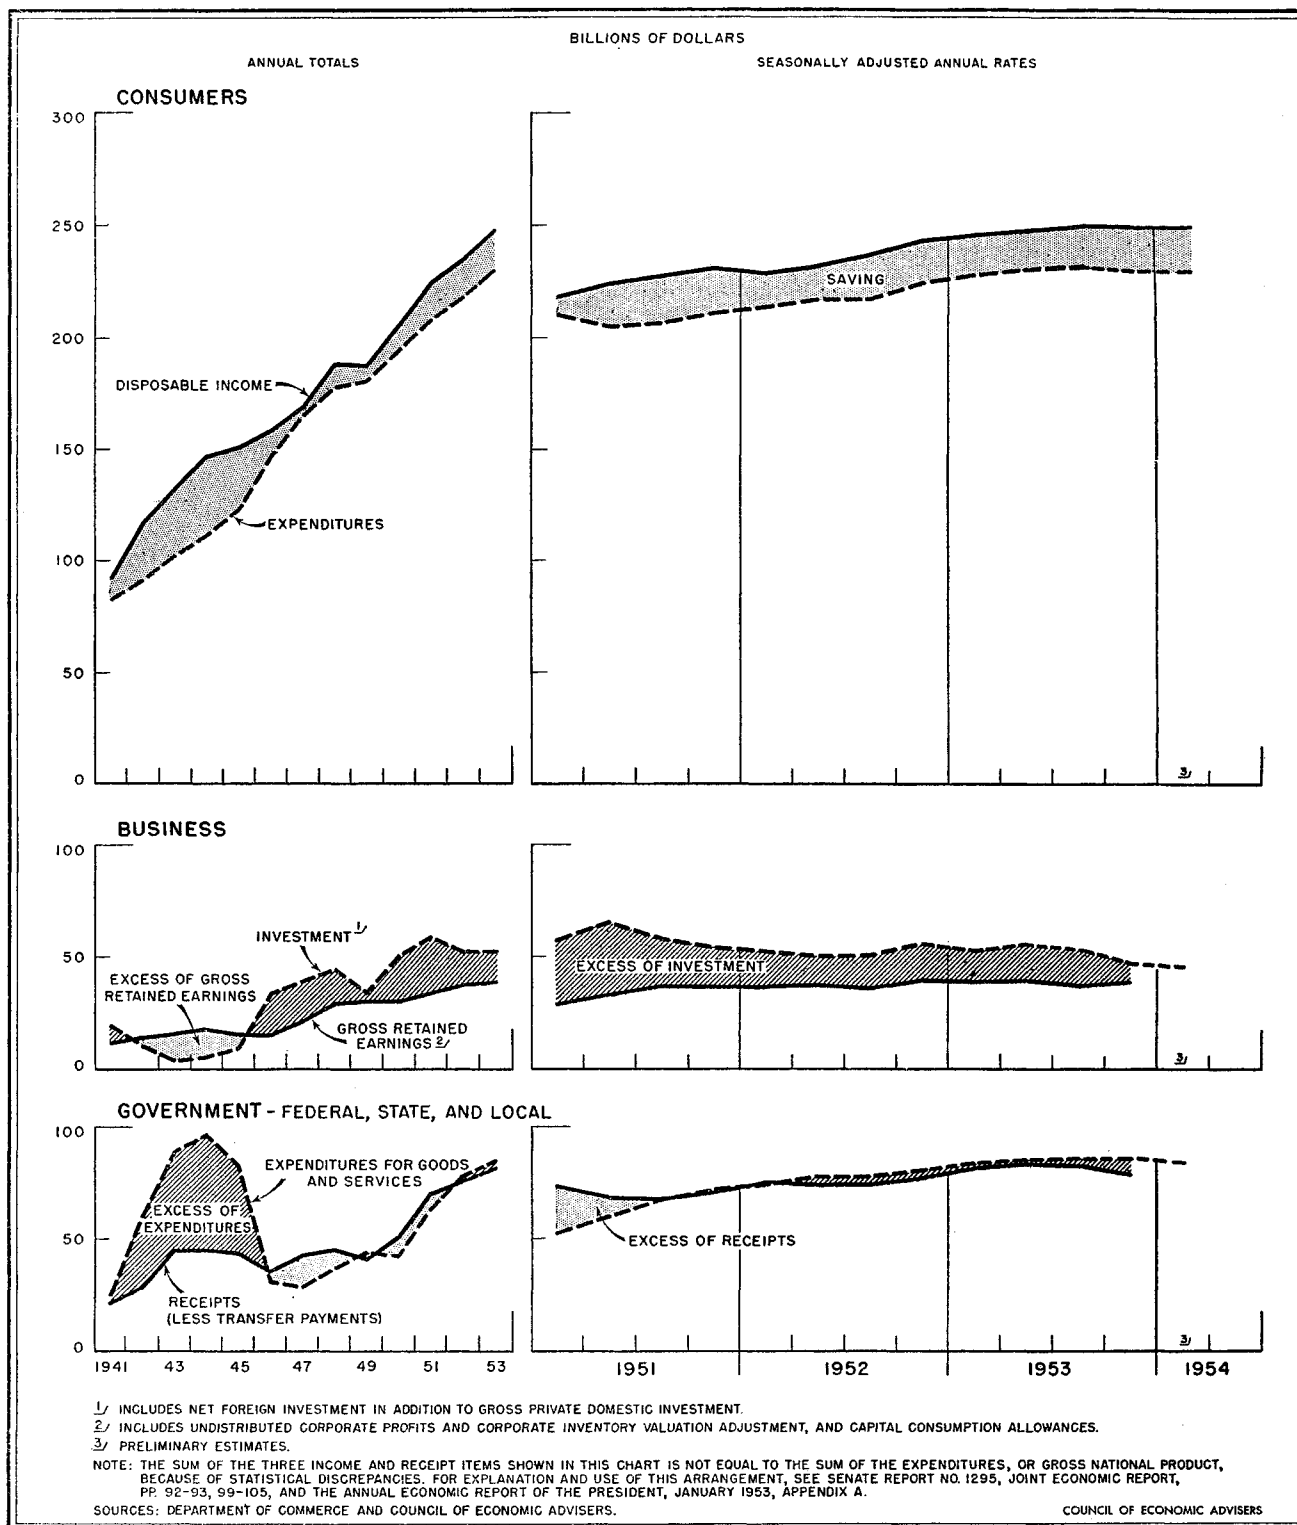 BILLIONS OF DOLLARS
ANNUAL TOTALS
SEASONALLY ADJUSTED ANNUAL RATES
CONSUMERS
300
250
200
150
100
50
0
DISPOSABLE INCOME
EXPENDITURES
SAVING
3/
BUSINESS
100
50
0
INVESTMENT 1/
EXCESS OF GROSS
RETAINED EARNINGS
GROSS RETAINED
EARNINGS 2/
EXCESS OF INVESTMENT
3/
GOVERNMENT - FEDERAL, STATE, AND LOCAL
100
50
0
EXPENDITURES FOR GOODS
AND SERVICES
EXCESS OF
EXPENDITURES
RECEIPTS
(LESS TRANSFER PAYMENTS)
EXCESS OF RECEIPTS
3/
1941 43 45 47 49 51 53
1951 1952 1953 1954
1/ INCLUDES NET FOREIGN INVESTMENT IN ADDITION TO GROSS PRIVATE DOMESTIC INVESTMENT.
2/ INCLUDES UNDISTRIBUTED CORPORATE PROFITS AND CORPORATE INVENTORY VALUATION ADJUSTMENT, AND CAPITAL CONSUMPTION ALLOWANCES.
3/ PRELIMINARY ESTIMATES.
NOTE: THE SUM OF THE THREE INCOME AND RECEIPT ITEMS SHOWN IN THIS CHART IS NOT EQUAL TO THE SUM OF THE EXPENDITURES, OR GROSS NATIONAL PRODUCT,
BECAUSE OF STATISTICAL DISCREPANCIES. FOR EXPLANATION AND USE OF THIS ARRANGEMENT, SEE SENATE REPORT NO. 1295, JOINT ECONOMIC REPORT,
PP. 92-93, 99-105, AND THE ANNUAL ECONOMIC REPORT OF THE PRESIDENT, JANUARY 1953, APPENDIX A.
SOURCES: DEPARTMENT OF COMMERCE AND COUNCIL OF ECONOMIC ADVISERS.
COUNCIL OF ECONOMIC ADVISERS